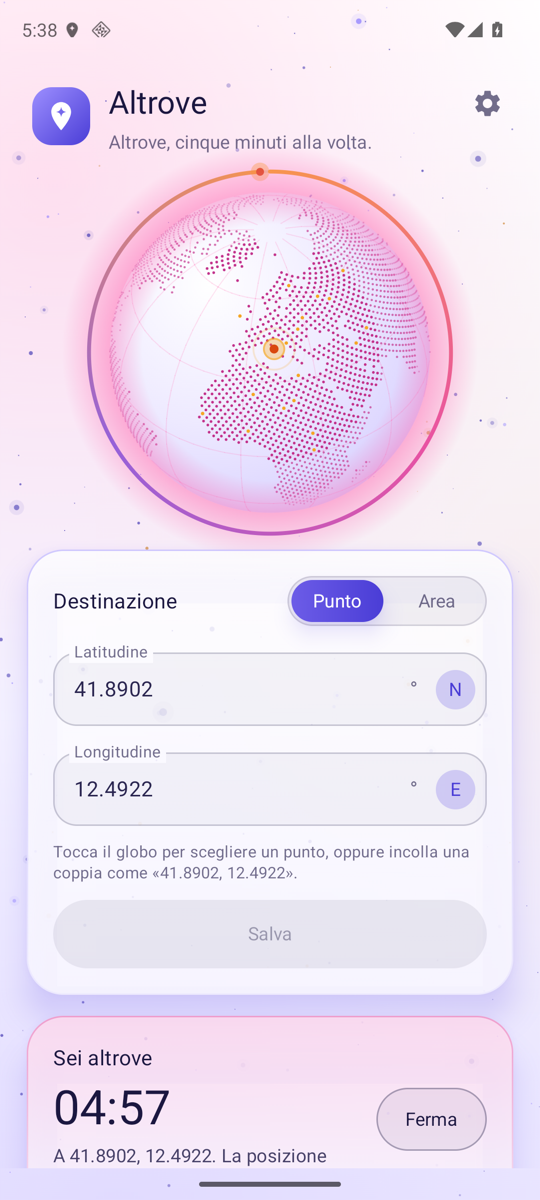 5:38
Altrove
Altrove, cinque minuti alla volta.
Destinazione
Punto
Area
Latitudine
41.8902
°
N
Longitudine
12.4922
°
E
Tocca il globo per scegliere un punto, oppure incolla una
coppia come «41.8902, 12.4922».
Salva
Sei altrove
04:57
Ferma
A 41.8902, 12.4922. La posizione